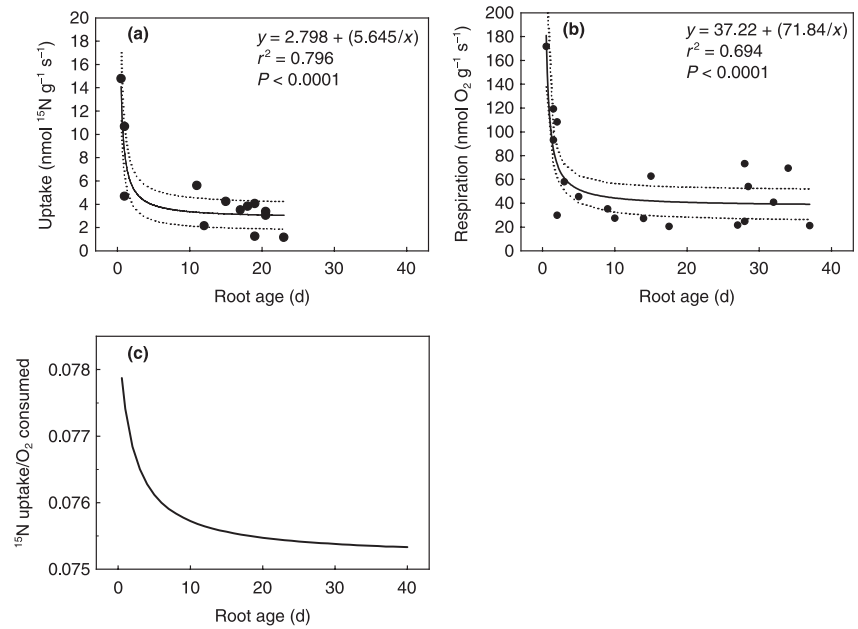 (a)
y = 2.798 + (5.645/x)
r² = 0.796
P < 0.0001
Uptake (nmol ¹⁵N g⁻¹ s⁻¹)
18
16
14
12
10
8
6
4
2
0
0 10 20 30 40
Root age (d)
(b)
y = 37.22 + (71.84/x)
r² = 0.694
P < 0.0001
Respiration (nmol O₂ g⁻¹ s⁻¹)
200
180
160
140
120
100
80
60
40
20
0
0 10 20 30 40
Root age (d)
(c)
¹⁵N uptake/O₂ consumed
0.078
0.077
0.076
0.075
0 10 20 30 40
Root age (d)